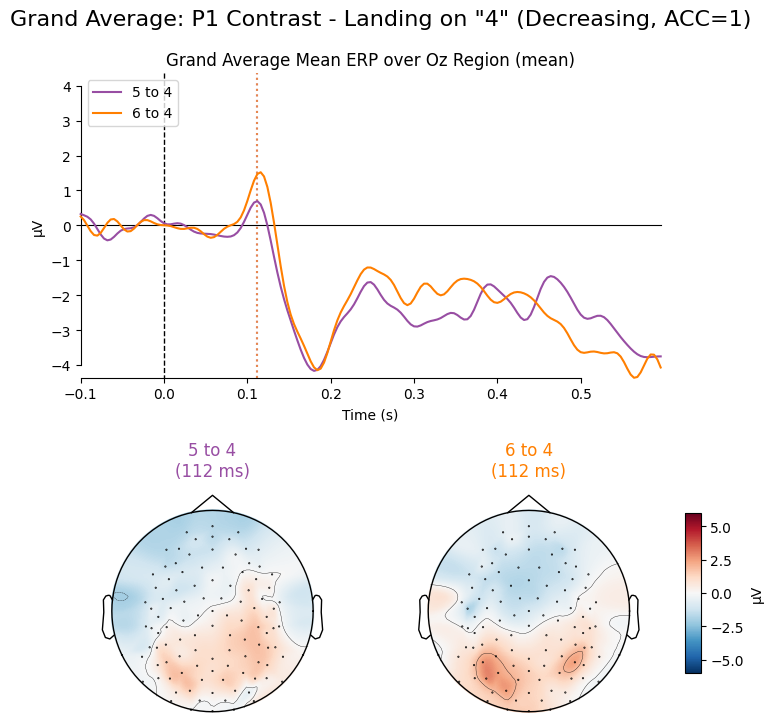 Grand Average: P1 Contrast - Landing on "4" (Decreasing, ACC=1)
Grand Average Mean ERP over Oz Region (mean)
5 to 4
6 to 4
4
3
2
1
0
−1
−2
−3
−4
µV
−0.1
0.0
0.1
0.2
0.3
0.4
0.5
Time (s)
5 to 4
(112 ms)
6 to 4
(112 ms)
5.0
2.5
0.0
−2.5
−5.0
µV